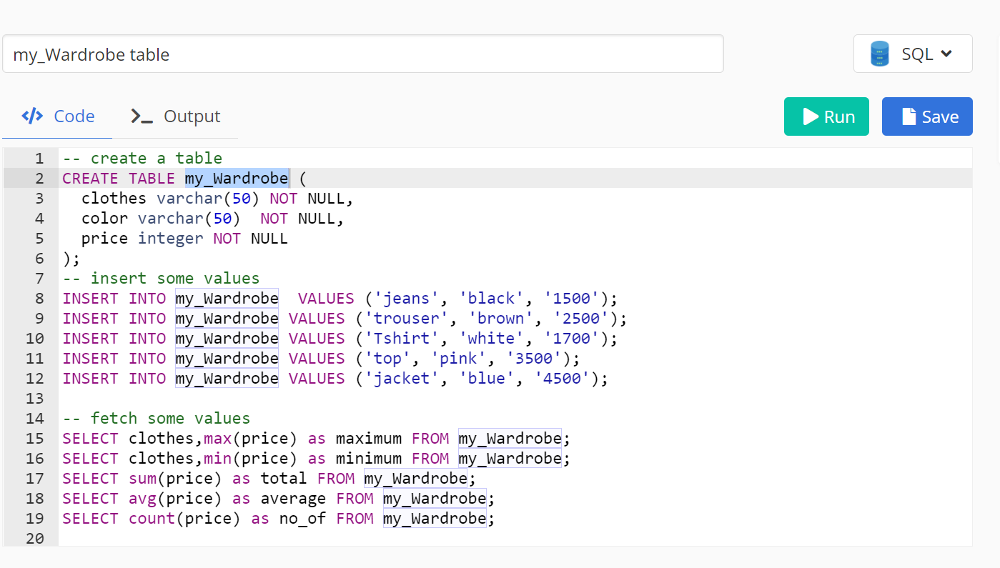 my_Wardrobe table
SQL
Code
Output
Run
Save
1 -- create a table
2 CREATE TABLE my_Wardrobe (
3   clothes varchar(50) NOT NULL,
4   color varchar(50)  NOT NULL,
5   price integer NOT NULL
6 );
7 -- insert some values
8 INSERT INTO my_Wardrobe  VALUES ('jeans', 'black', '1500');
9 INSERT INTO my_Wardrobe VALUES ('trouser', 'brown', '2500');
10 INSERT INTO my_Wardrobe VALUES ('Tshirt', 'white', '1700');
11 INSERT INTO my_Wardrobe VALUES ('top', 'pink', '3500');
12 INSERT INTO my_Wardrobe VALUES ('jacket', 'blue', '4500');
13
14 -- fetch some values
15 SELECT clothes,max(price) as maximum FROM my_Wardrobe;
16 SELECT clothes,min(price) as minimum FROM my_Wardrobe;
17 SELECT sum(price) as total FROM my_Wardrobe;
18 SELECT avg(price) as average FROM my_Wardrobe;
19 SELECT count(price) as no_of FROM my_Wardrobe;
20